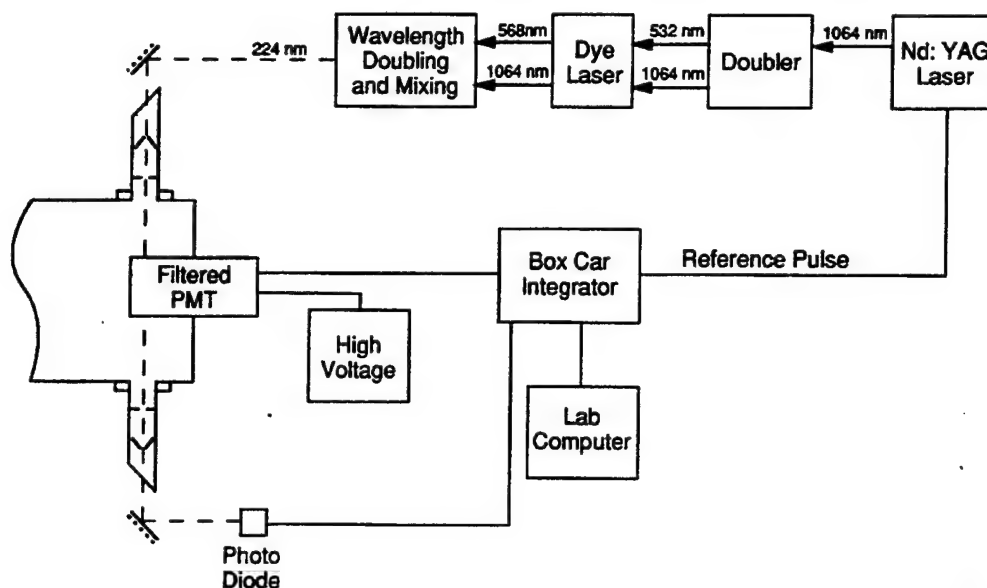 224 nm
Wavelength
Doubling
and Mixing
568nm
1064 nm
Dye
Laser
532 nm
1064 nm
Doubler
1064 nm
Nd: YAG
Laser
Filtered
PMT
High
Voltage
Box Car
Integrator
Reference Pulse
Lab
Computer
Photo
Diode